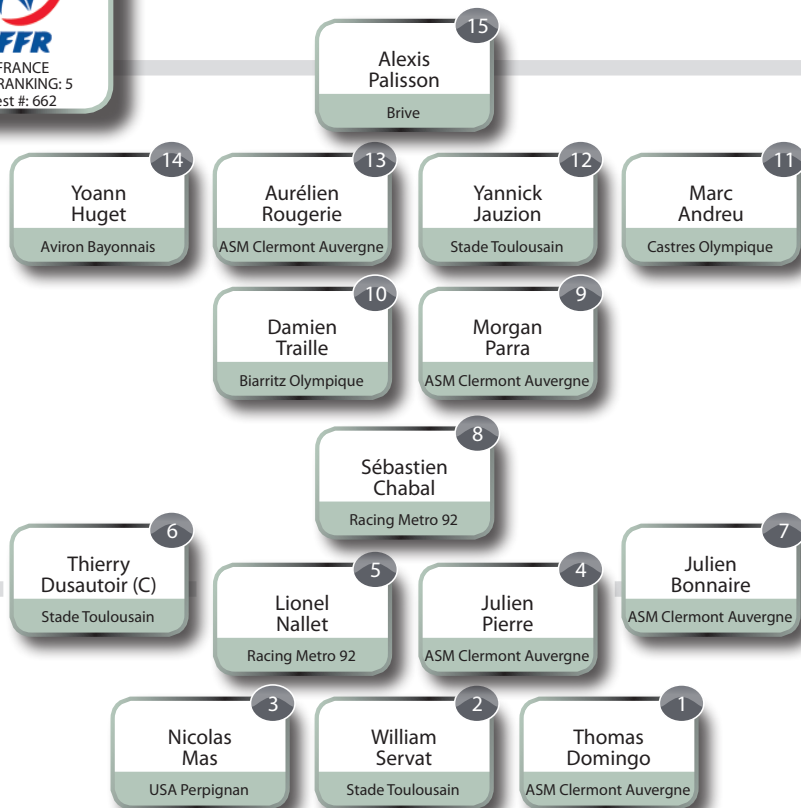 FFR
FRANCE
RANKING: 5
#: 662
15
Alexis
Palisson
Brive
14
Yoann
Huget
Aviron Bayonnais
13
Aurélien
Rougerie
ASM Clermont Auvergne
12
Yannick
Jauzion
Stade Toulousain
11
Marc
Andreu
Castres Olympique
10
Damien
Traille
Biarritz Olympique
9
Morgan
Parra
ASM Clermont Auvergne
8
Sébastien
Chabal
Racing Metro 92
6
Thierry
Dusautoir (C)
Stade Toulousain
5
Lionel
Nallet
Racing Metro 92
4
Julien
Pierre
ASM Clermont Auvergne
7
Julien
Bonnaire
ASM Clermont Auvergne
3
Nicolas
Mas
USA Perpignan
2
William
Servat
Stade Toulousain
1
Thomas
Domingo
ASM Clermont Auvergne